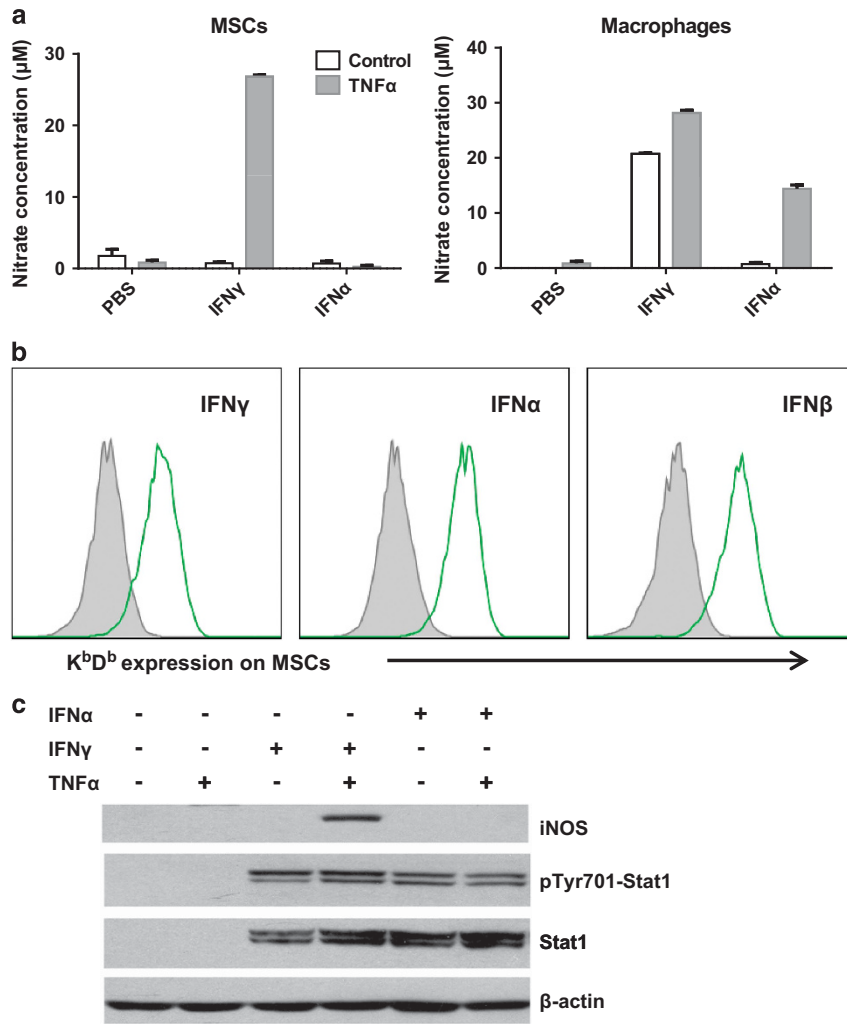 a
MSCs
Nitrate concentration (µM)
30
20
10
0
PBS
IFNγ
IFNα
Control
TNFα
Macrophages
Nitrate concentration (µM)
40
30
20
10
0
PBS
IFNγ
IFNα
b
IFNγ
IFNα
IFNβ
KᵇDᵇ expression on MSCs
c
IFNα - - - - + +
IFNγ - - + + - -
TNFα - + - + - +
iNOS
pTyr701-Stat1
Stat1
β-actin